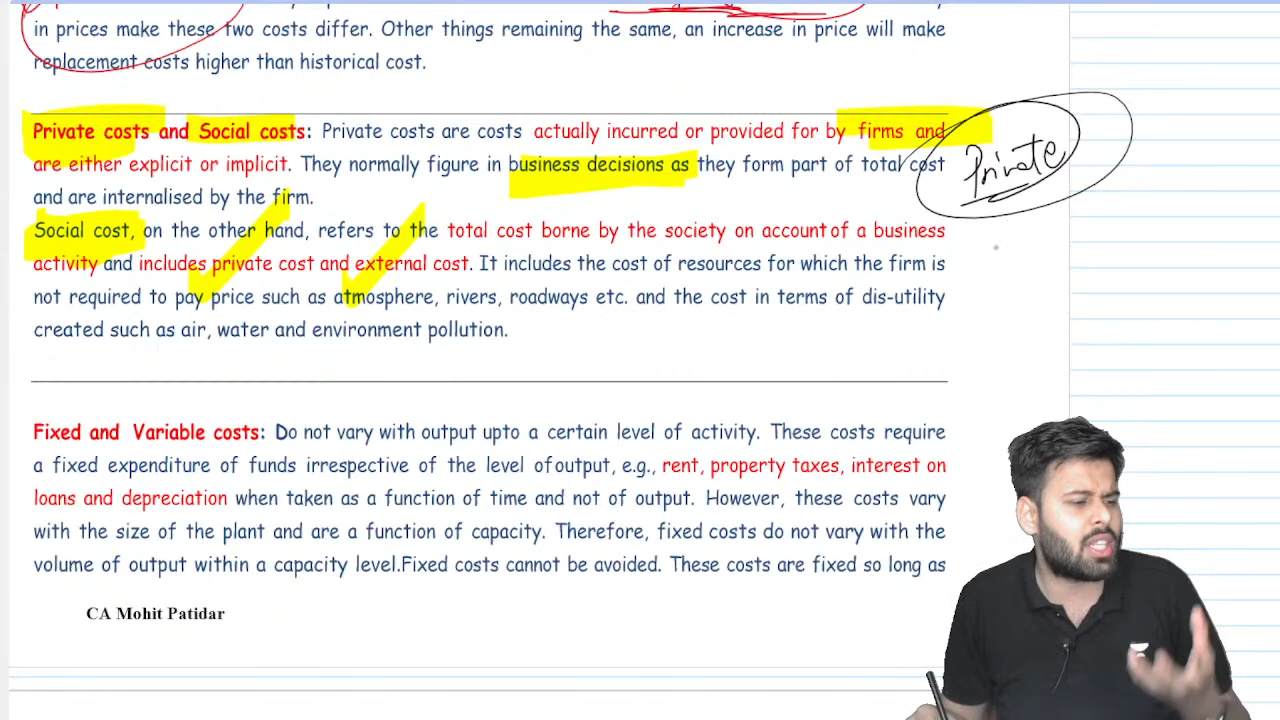 in prices make these two costs differ. Other things remaining the same, an increase in price will make
replacement costs higher than historical cost.
Private costs and Social costs: Private costs are costs actually incurred or provided for by firms and
are either explicit or implicit. They normally figure in business decisions as they form part of total cost
and are internalised by the firm.
Private
Social cost, on the other hand, refers to the total cost borne by the society on account of a business
activity and includes private cost and external cost. It includes the cost of resources for which the firm is
not required to pay price such as atmosphere, rivers, roadways etc. and the cost in terms of dis-utility
created such as air, water and environment pollution.
Fixed and Variable costs: Do not vary with output upto a certain level of activity. These costs require
a fixed expenditure of funds irrespective of the level of output, e.g., rent, property taxes, interest on
loans and depreciation when taken as a function of time and not of output. However, these costs vary
with the size of the plant and are a function of capacity. Therefore, fixed costs do not vary with the
volume of output within a capacity level.Fixed costs cannot be avoided. These costs are fixed so long as
CA Mohit Patidar